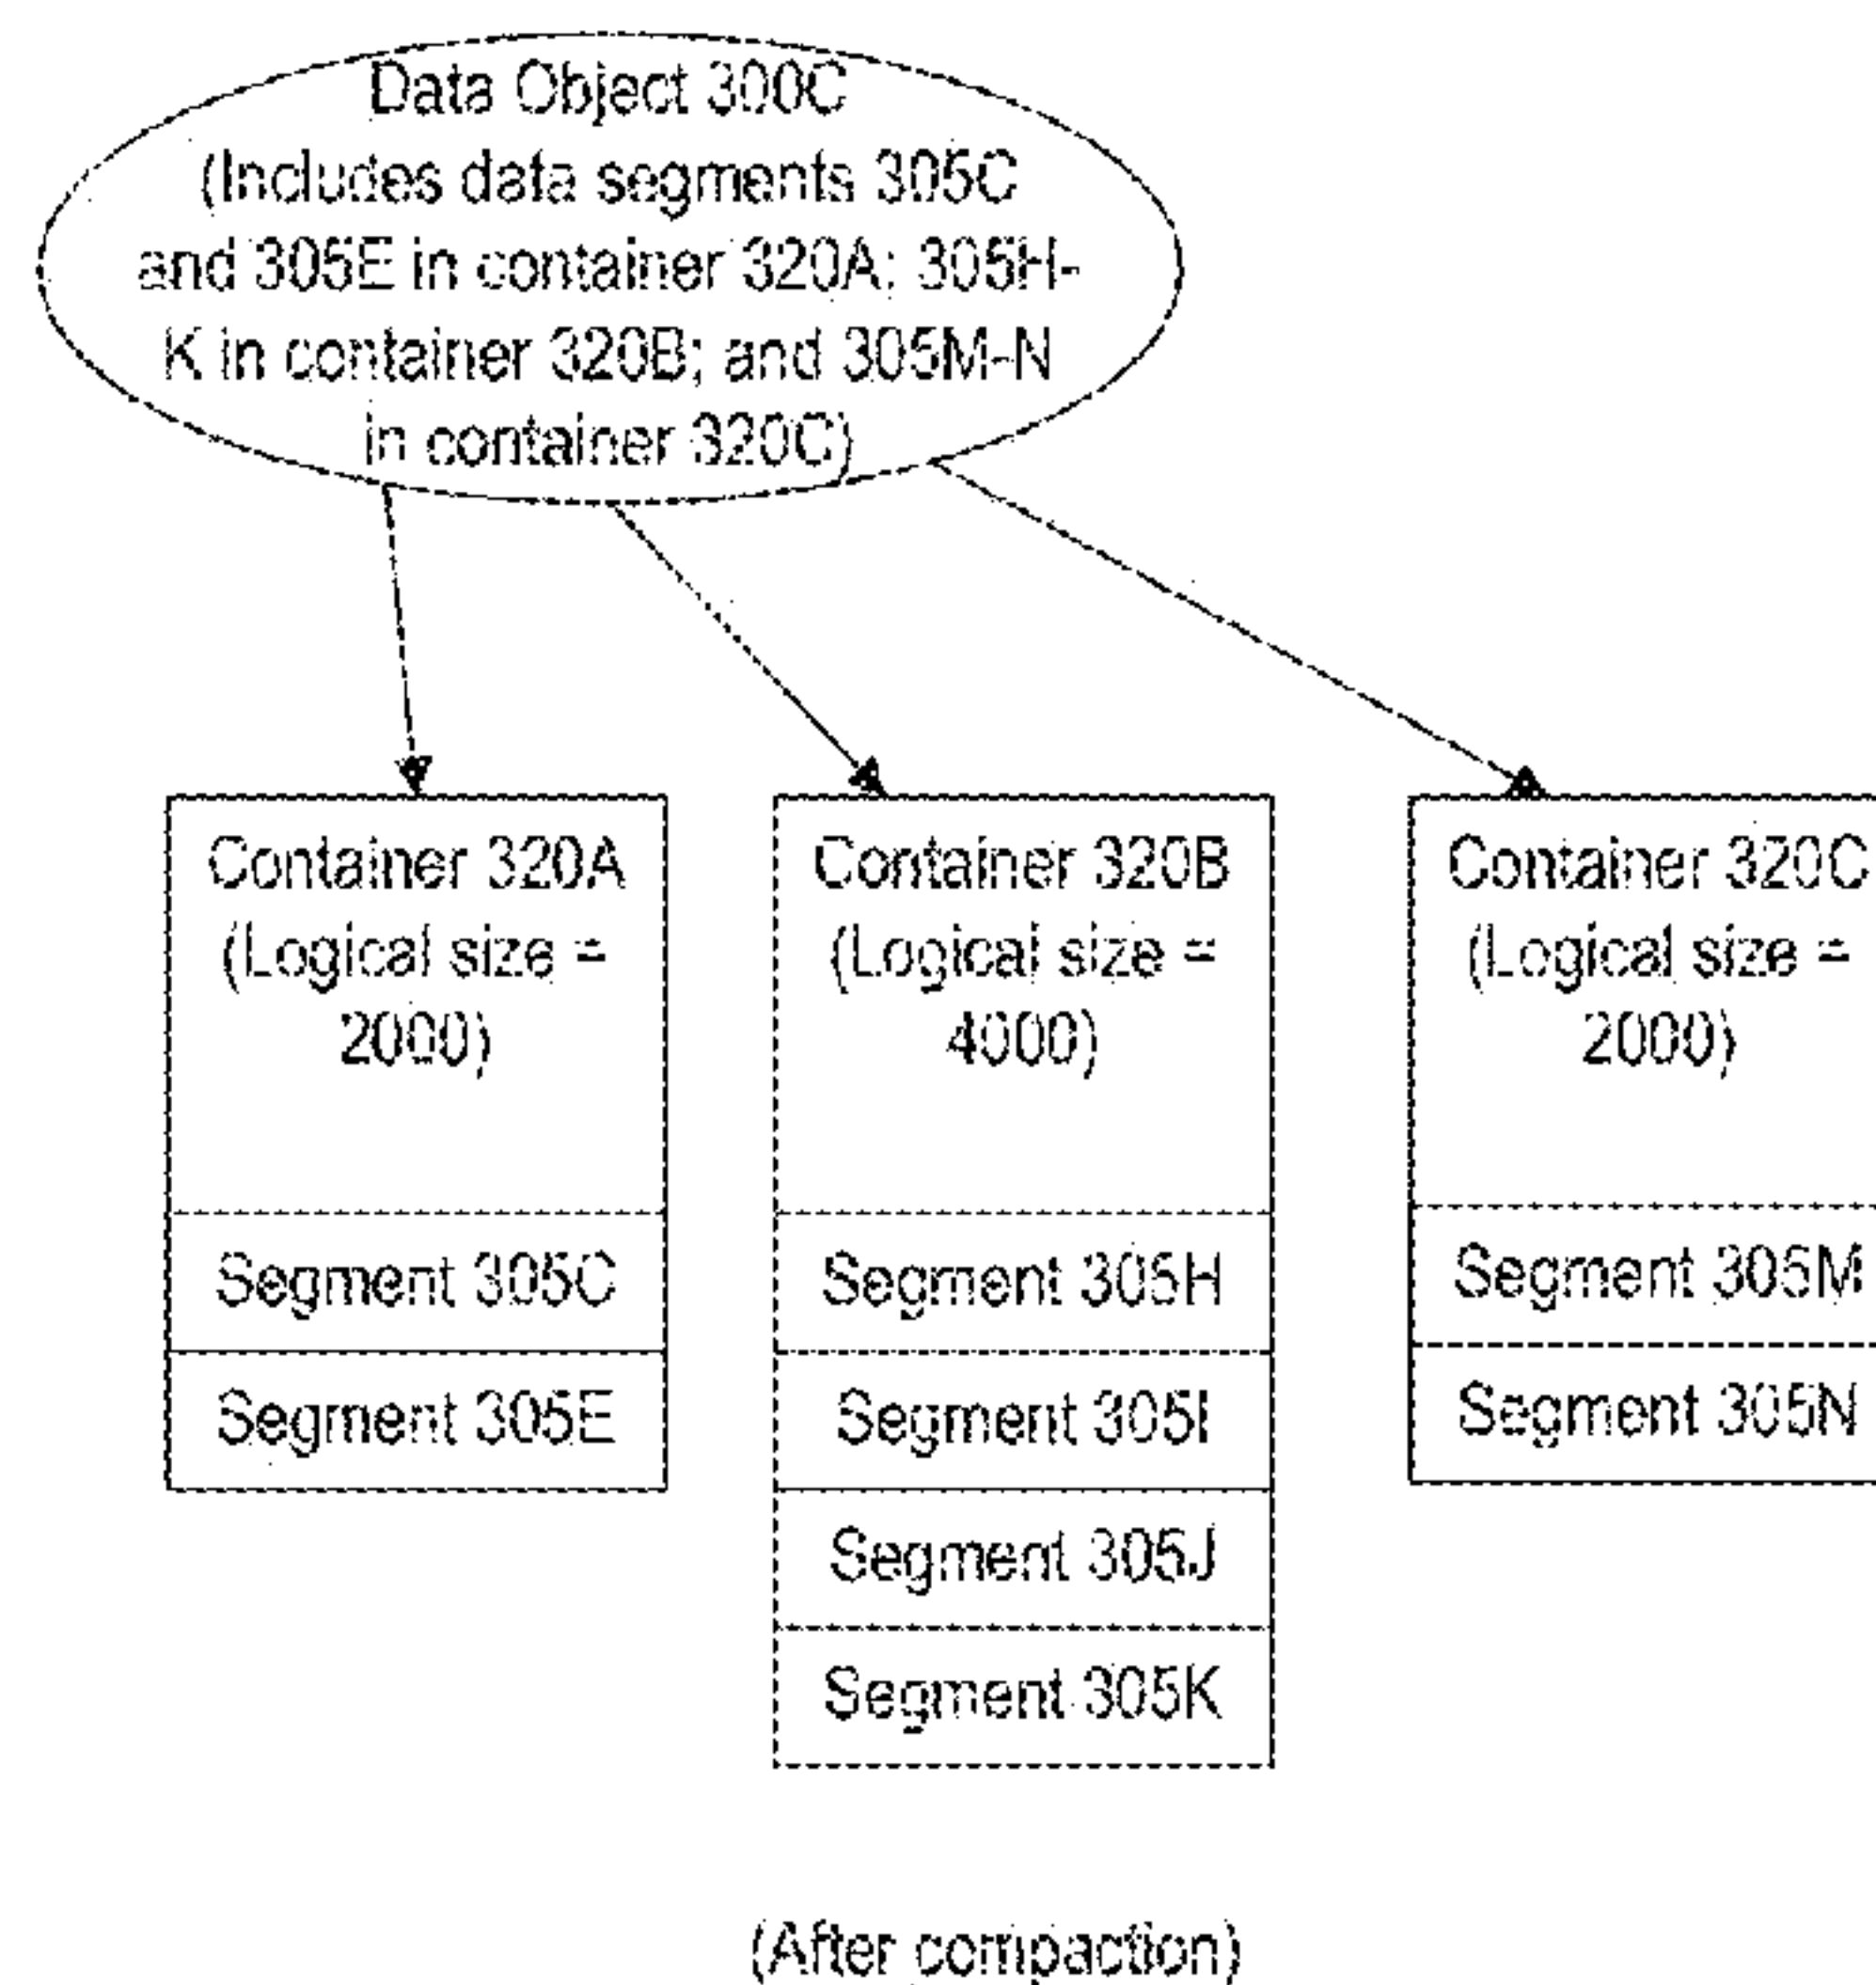 Data Object 300C
(Includes data segments 305C
and 305E in container 320A; 305H-
K in container 320B; and 305M-N
in container 320C)
Container 320A
(Logical size =
2000)
Segment 305C
Segment 305E
Container 320B
(Logical size =
4000)
Segment 305H
Segment 305I
Segment 305J
Segment 305K
Container 320C
(Logical size =
2000)
Segment 305M
Segment 305N
(After compaction)